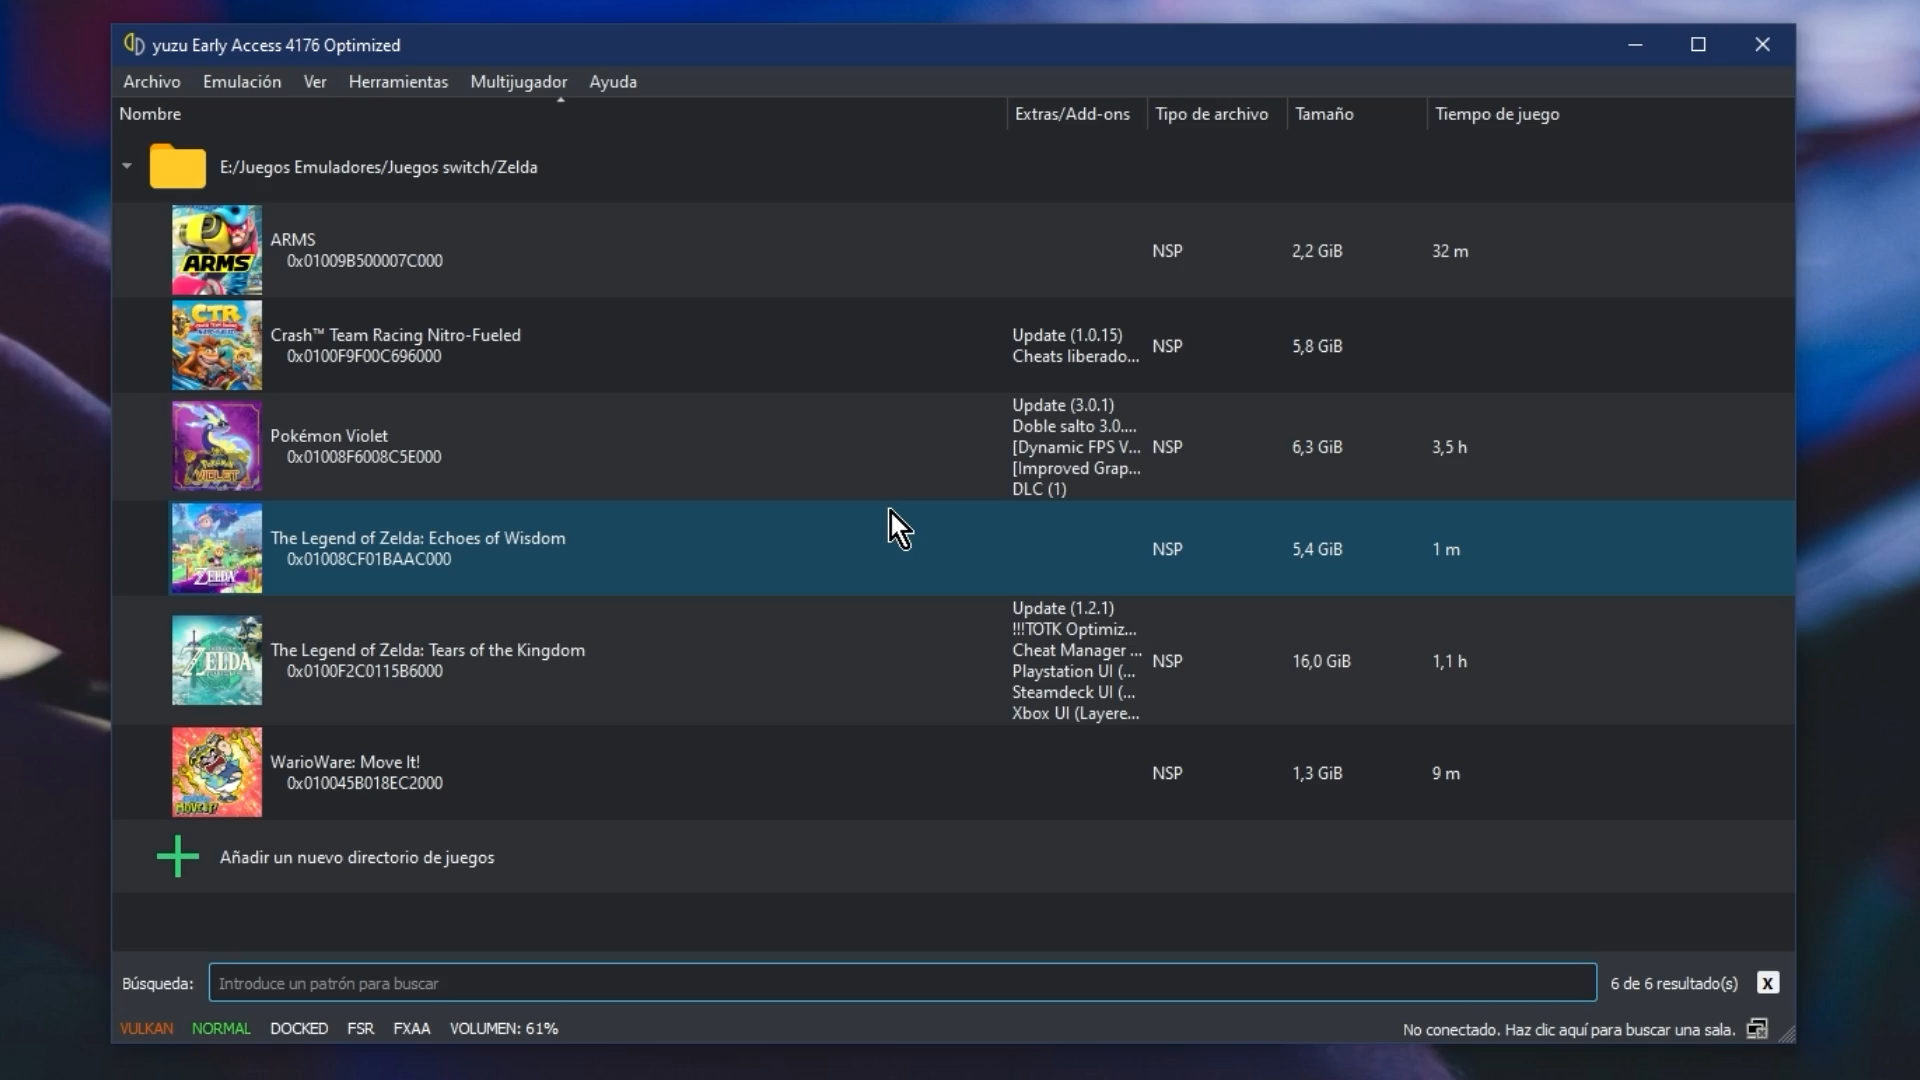 yuzu Early Access 4176 Optimized
Archivo Emulación Ver Herramientas Multijugador Ayuda
Nombre Extras/Add-ons Tipo de archivo Tamaño Tiempo de juego
E:/Juegos Emuladores/Juegos switch/Zelda
ARMS
ARMS
0x01009B500007C000
NSP 2,2 GiB 32 m
CTR
Crash™ Team Racing Nitro-Fueled
0x0100F9F00C696000
Update (1.0.15)
Cheats liberado...
NSP 5,8 GiB
VIOLET
Pokémon Violet
0x01008F6008C5E000
Update (3.0.1)
Doble salto 3.0....
[Dynamic FPS V...
[Improved Grap...
DLC (1)
NSP 6,3 GiB 3,5 h
ZELDA
The Legend of Zelda: Echoes of Wisdom
0x01008CF01BAAC000
NSP 5,4 GiB 1 m
ZELDA
The Legend of Zelda: Tears of the Kingdom
0x0100F2C0115B6000
Update (1.2.1)
!!!TOTK Optimiz...
Cheat Manager ...
Playstation UI (...
Steamdeck UI (...
Xbox UI (Layere...
NSP 16,0 GiB 1,1 h
MOVE IT!
WarioWare: Move It!
0x010045B018EC2000
NSP 1,3 GiB 9 m
Añadir un nuevo directorio de juegos
Búsqueda: Introduce un patrón para buscar 6 de 6 resultado(s) X
VULKAN NORMAL DOCKED FSR FXAA VOLUMEN: 61% No conectado. Haz clic aquí para buscar una sala.